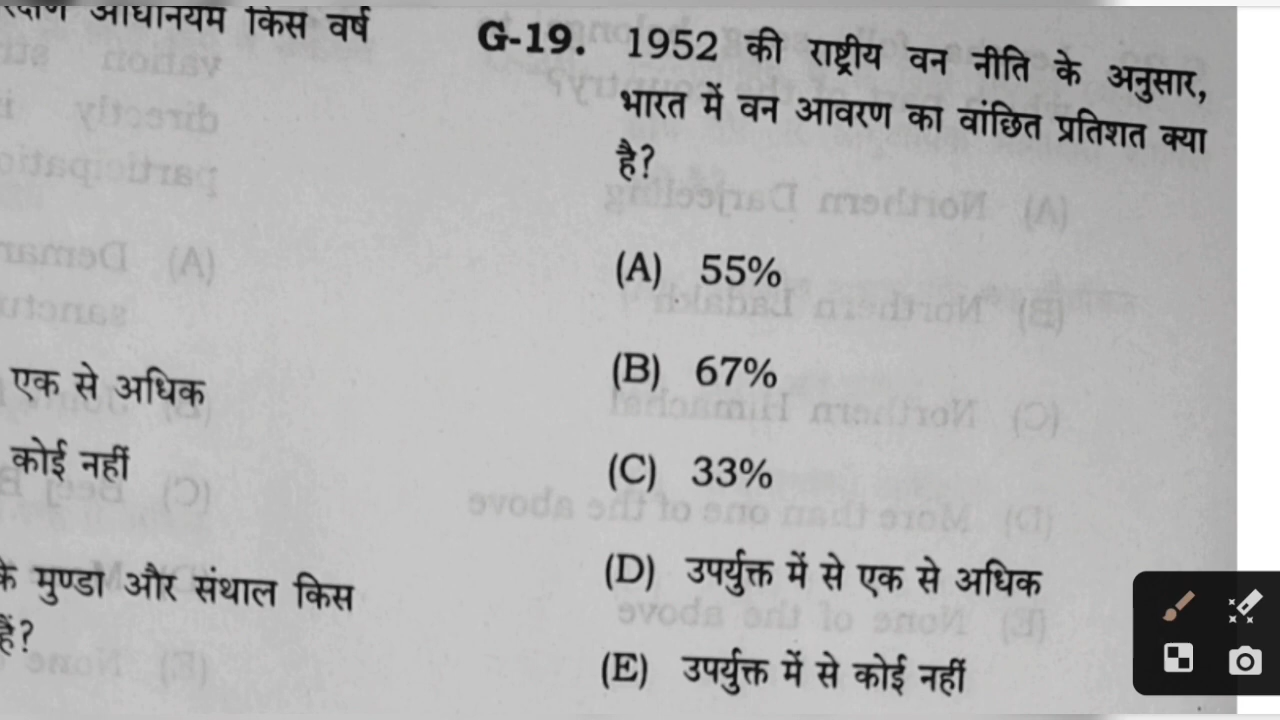 अधिनियम किस वर्ष
एक से अधिक
कोई नहीं
के मुण्डा और संथाल किस
हैं?
G-19. 1952 की राष्ट्रीय वन नीति के अनुसार,
भारत में वन आवरण का वांछित प्रतिशत क्या
है?
(A) 55%
(B) 67%
(C) 33%
(D) उपर्युक्त में से एक से अधिक
(E) उपर्युक्त में से कोई नहीं